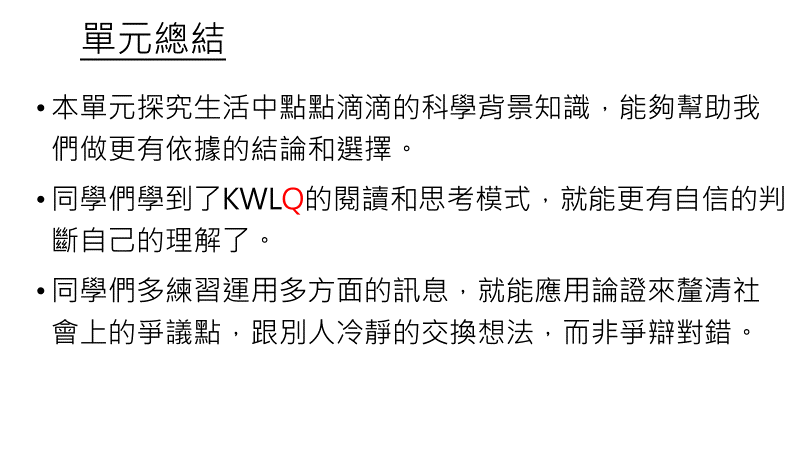 單元總結
• 本單元探究生活中點點滴滴的科學背景知識，能夠幫助我
們做更有依據的結論和選擇。
• 同學們學到了KWLQ的閱讀和思考模式，就能更有自信的判
斷自己的理解了。
• 同學們多練習運用多方面的訊息，就能應用論證來釐清社
會上的爭議點，跟別人冷靜的交換想法，而非爭辯對錯。